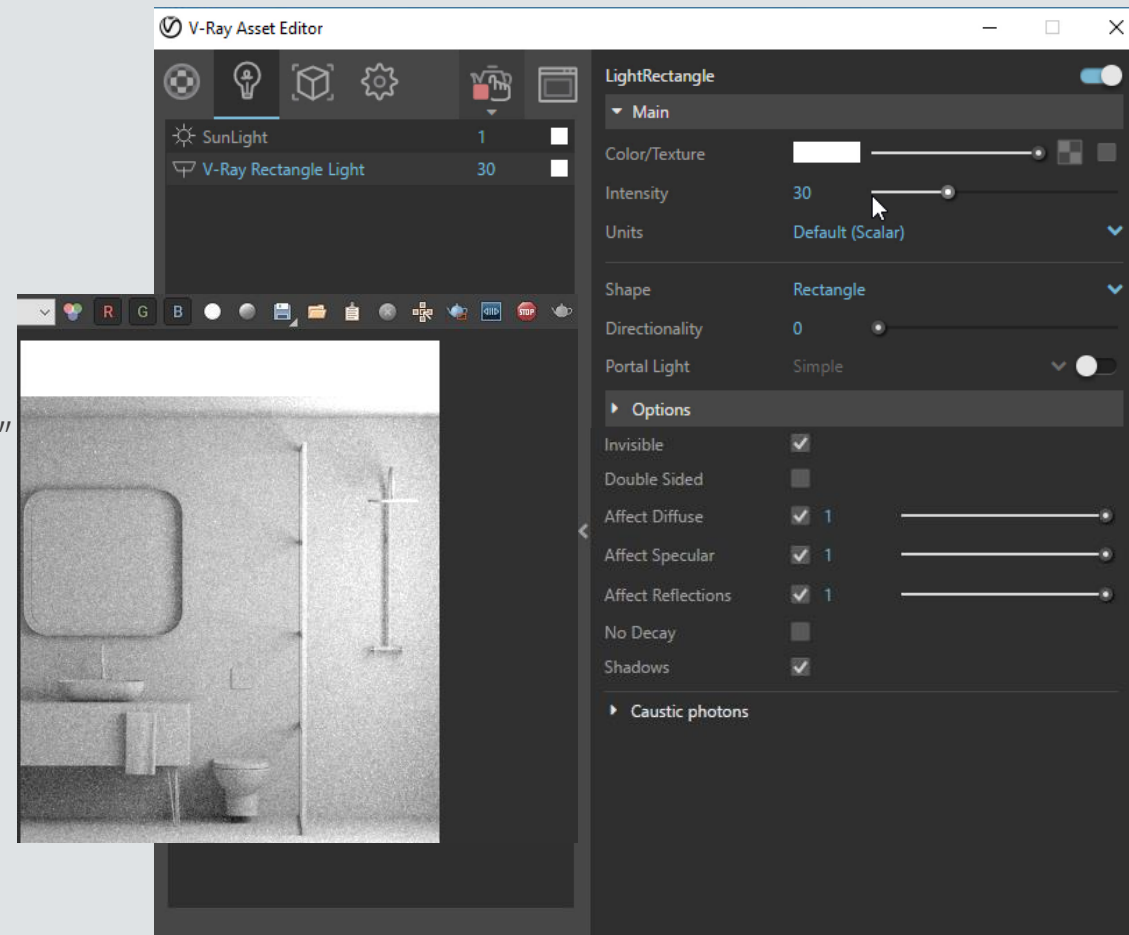 V-Ray Asset Editor
LightRectangle
Main
SunLight 1
V-Ray Rectangle Light 30
Color/Texture
Intensity 30
Units Default (Scalar)
R G B
STOP
Shape Rectangle
Directionality 0
Portal Light Simple
"
Options
Invisible
Double Sided
Affect Diffuse 1
Affect Specular 1
Affect Reflections 1
No Decay
Shadows
Caustic photons